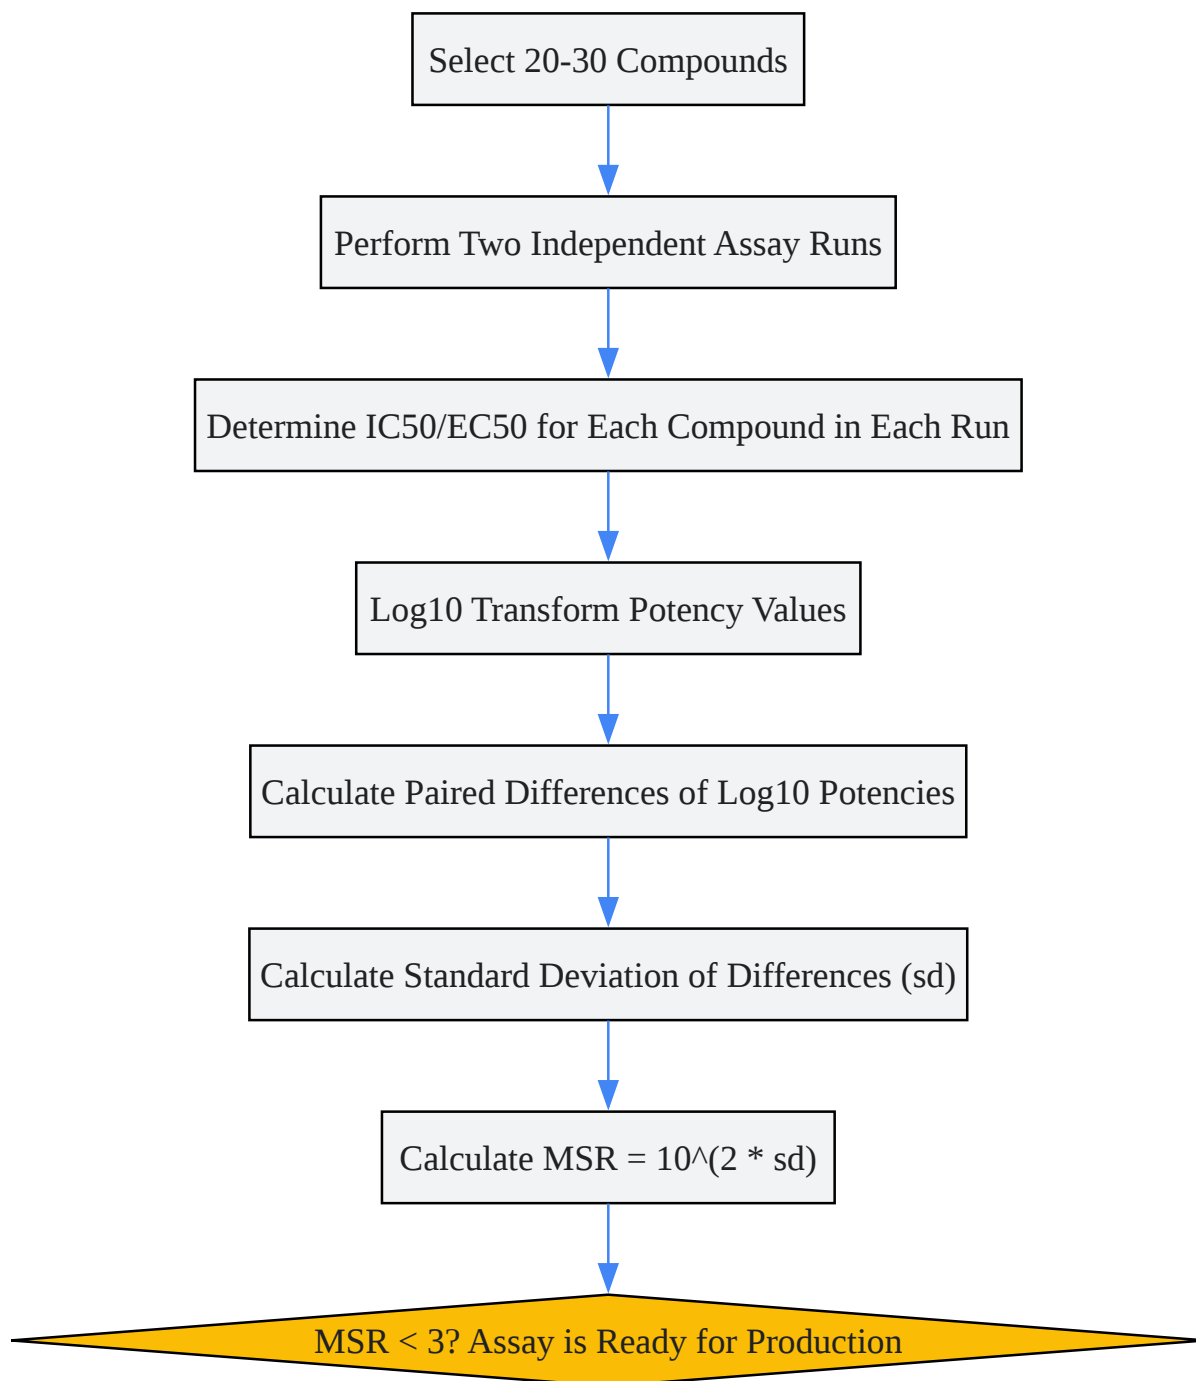 Select 20-30 Compounds
Perform Two Independent Assay Runs
Determine IC50/EC50 for Each Compound in Each Run
Log10 Transform Potency Values
Calculate Paired Differences of Log10 Potencies
Calculate Standard Deviation of Differences (sd)
Calculate MSR = 10^(2 * sd)
MSR < 3? Assay is Ready for Production